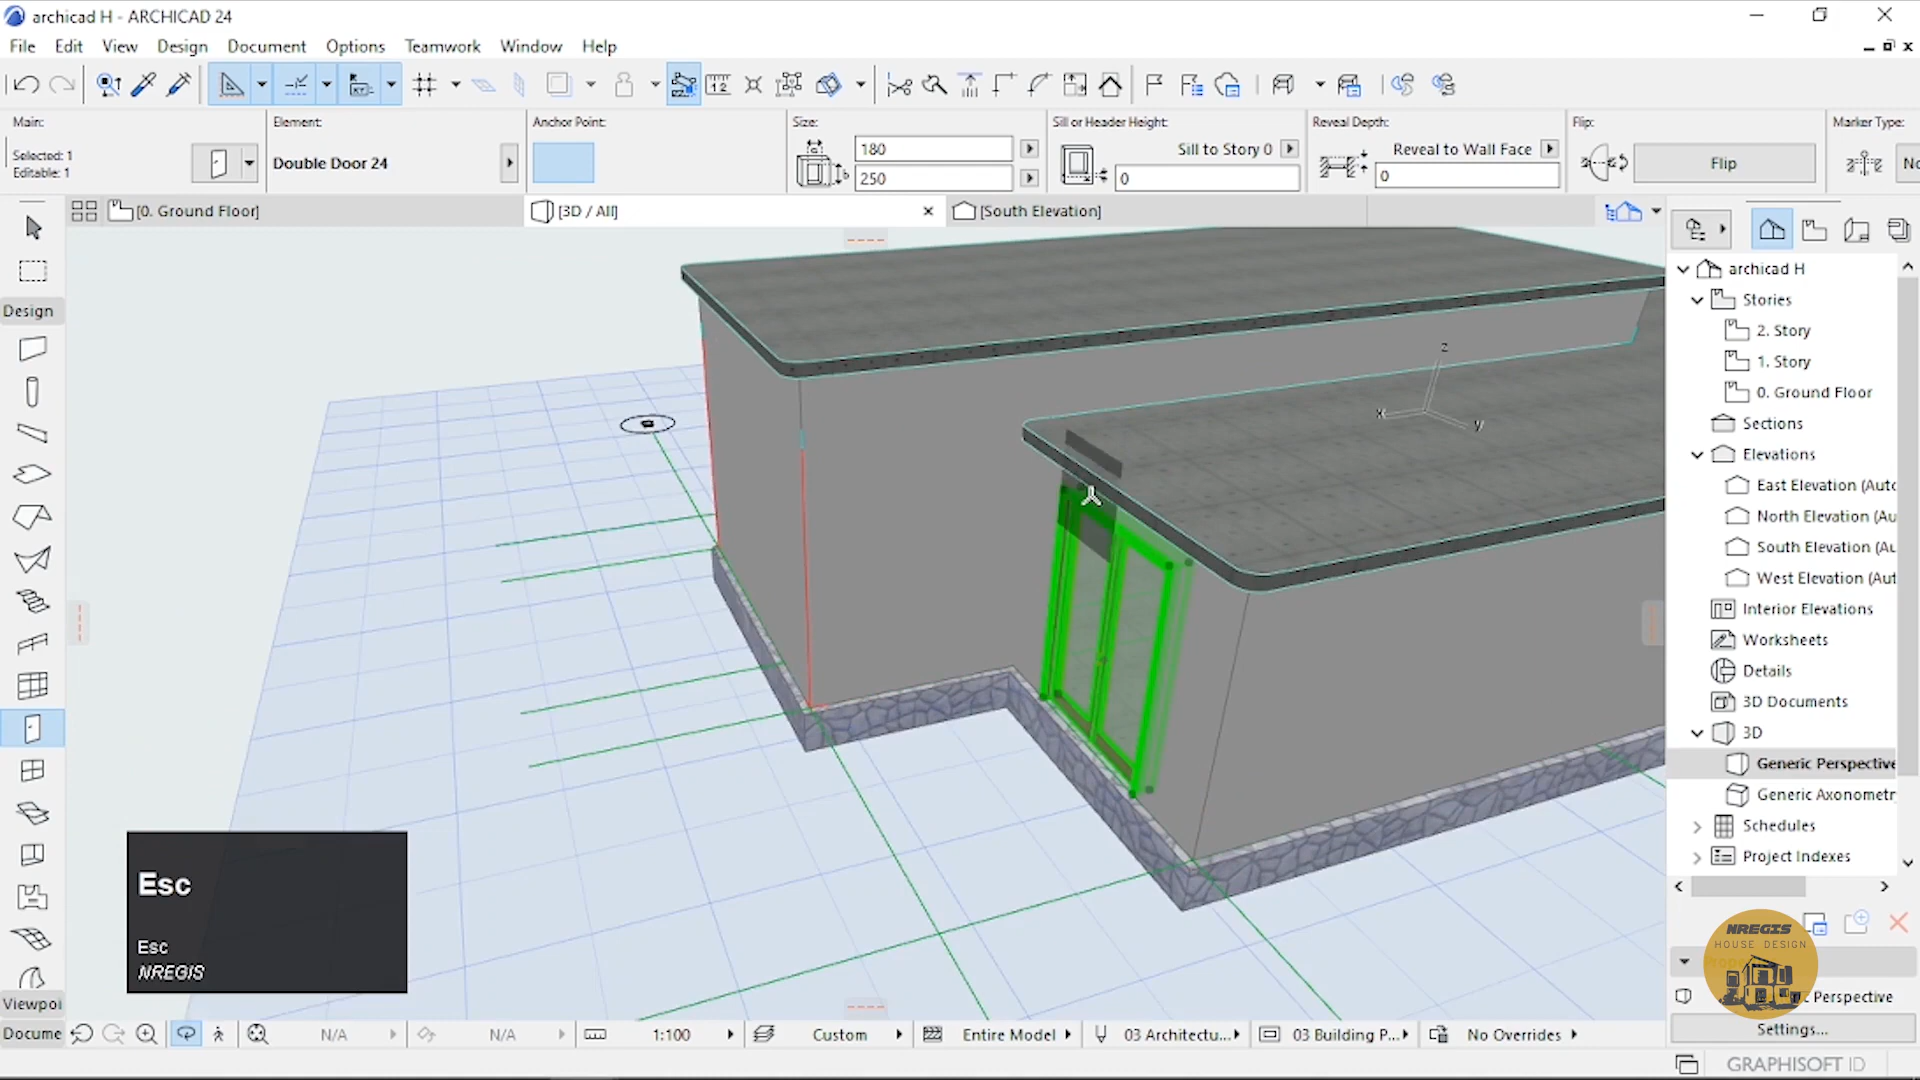 archicad H - ARCHICAD 24
File Edit View Design Document Options Teamwork Window Help
Main: Element: Anchor Point: Size: Sill or Header Height: Reveal Depth: Flip: Marker Type:
Selected: 1
Editable: 1
Double Door 24
180
250
Sill to Story 0
0
Reveal to Wall Face
0
Flip
No
[0. Ground Floor]
[3D / All]
[South Elevation]
Design
archicad H
Stories
2. Story
1. Story
0. Ground Floor
Sections
Elevations
East Elevation (Auto
North Elevation (Au
South Elevation (Au
West Elevation (Aut
Interior Elevations
Worksheets
Details
3D Documents
3D
Generic Perspective
Generic Axonometr
Schedules
Project Indexes
z
x
y
Esc
Esc
NREGIS
NREGIS
HOUSE DESIGN
Perspective
Settings...
Viewpoi
Docume
N/A N/A 1:100 Custom Entire Model 03 Architectu... 03 Building P... No Overrides
GRAPHISOFT ID